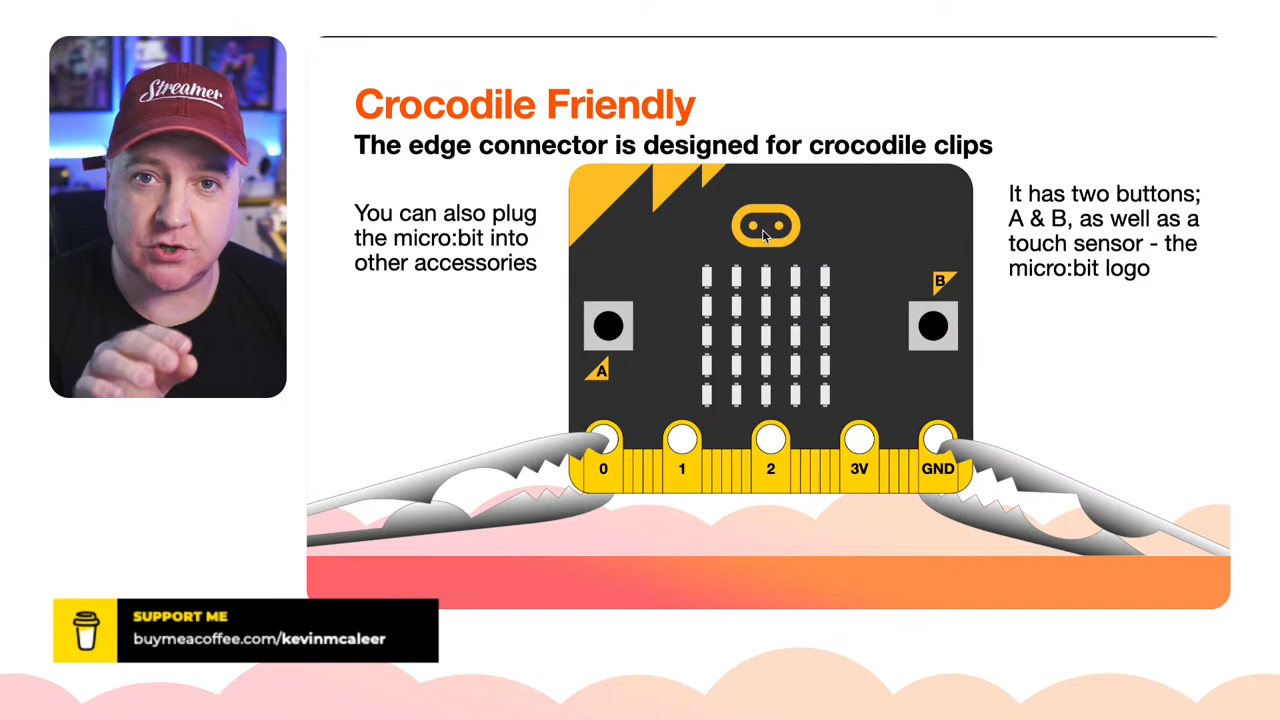 Streamer
Crocodile Friendly
The edge connector is designed for crocodile clips
You can also plug
the micro:bit into
other accessories
It has two buttons;
A & B, as well as a
touch sensor - the
micro:bit logo
B
A
0
1
2
3V
GND
SUPPORT ME
buymeacoffee.com/kevinmcaleer